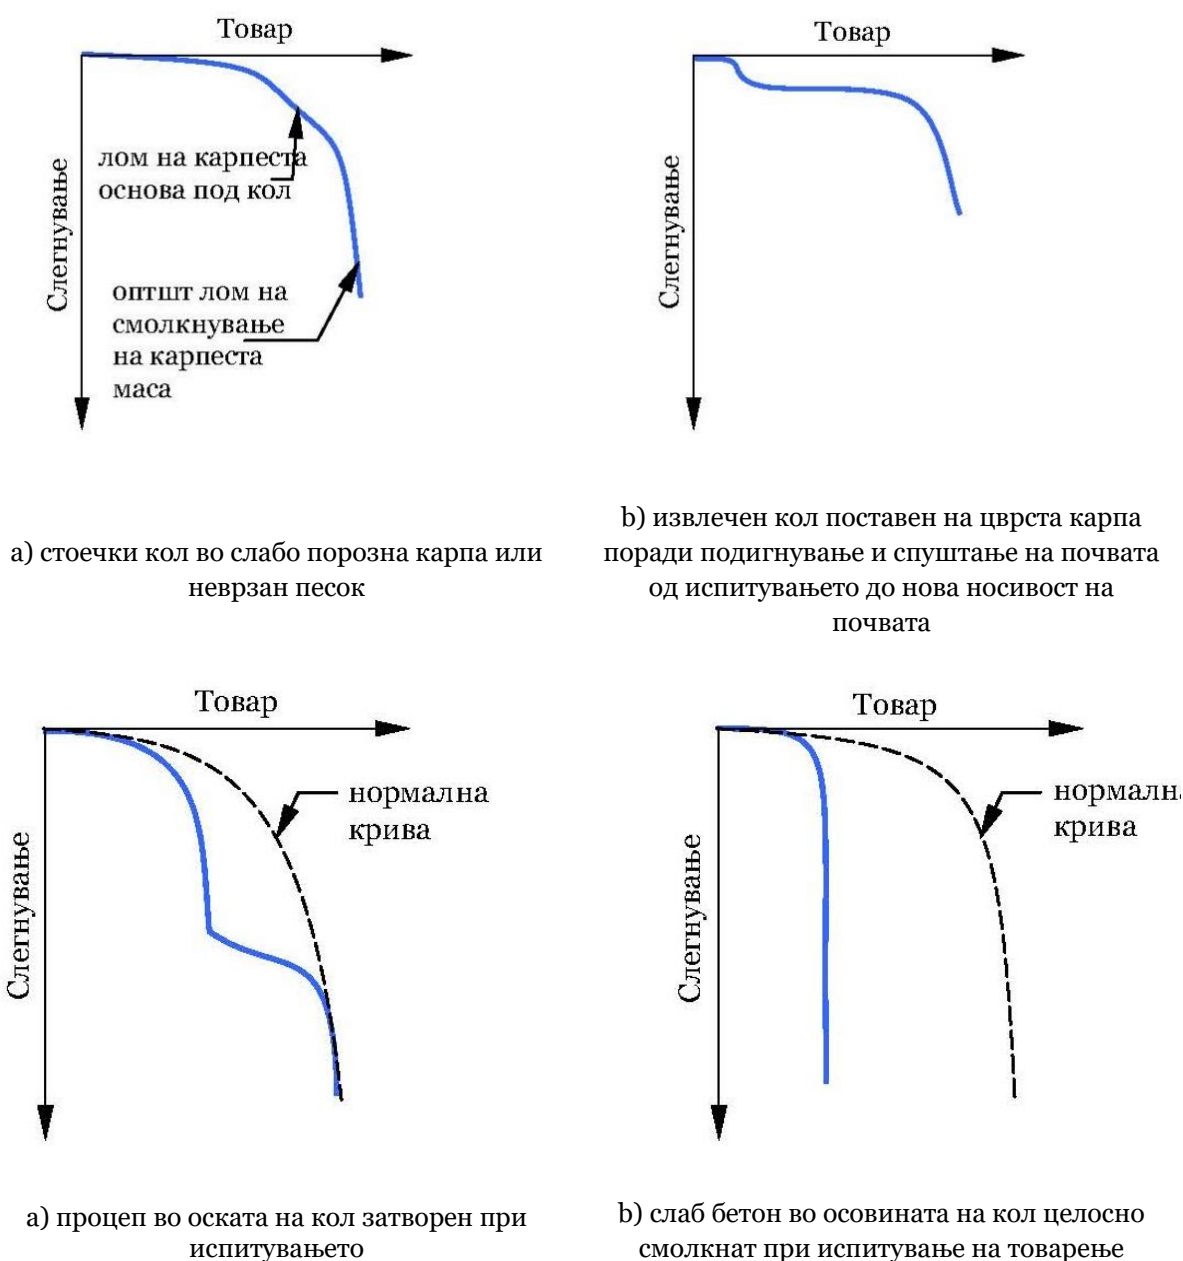 Товар
Слегнување
лом на карпеста
основа под кол
оптшт лом на
смолкнување
на карпеста
маса
Товар
Слегнување
a) стоечки кол во слабо порозна карпа или
неврзан песок
b) извлечен кол поставен на цврста карпа
поради подигнување и спуштање на почвата
од испитувањето до нова носивост на
почвата
Товар
Слегнување
нормална
крива
Товар
Слегнување
нормална
крива
a) процеп во оската на кол затворен при
испитувањето
b) слаб бетон во осовината на кол целосно
смолкнат при испитување на товарење